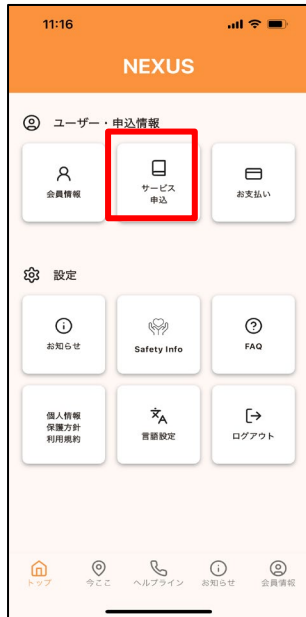 11:16
NEXUS
ユーザー・申込情報
会員情報
サービス
申込
お支払い
設定
お知らせ
Safety Info
FAQ
個人情報
保護方針
利用規約
言語設定
ログアウト
トップ
今ここ
ヘルプライン
お知らせ
会員情報